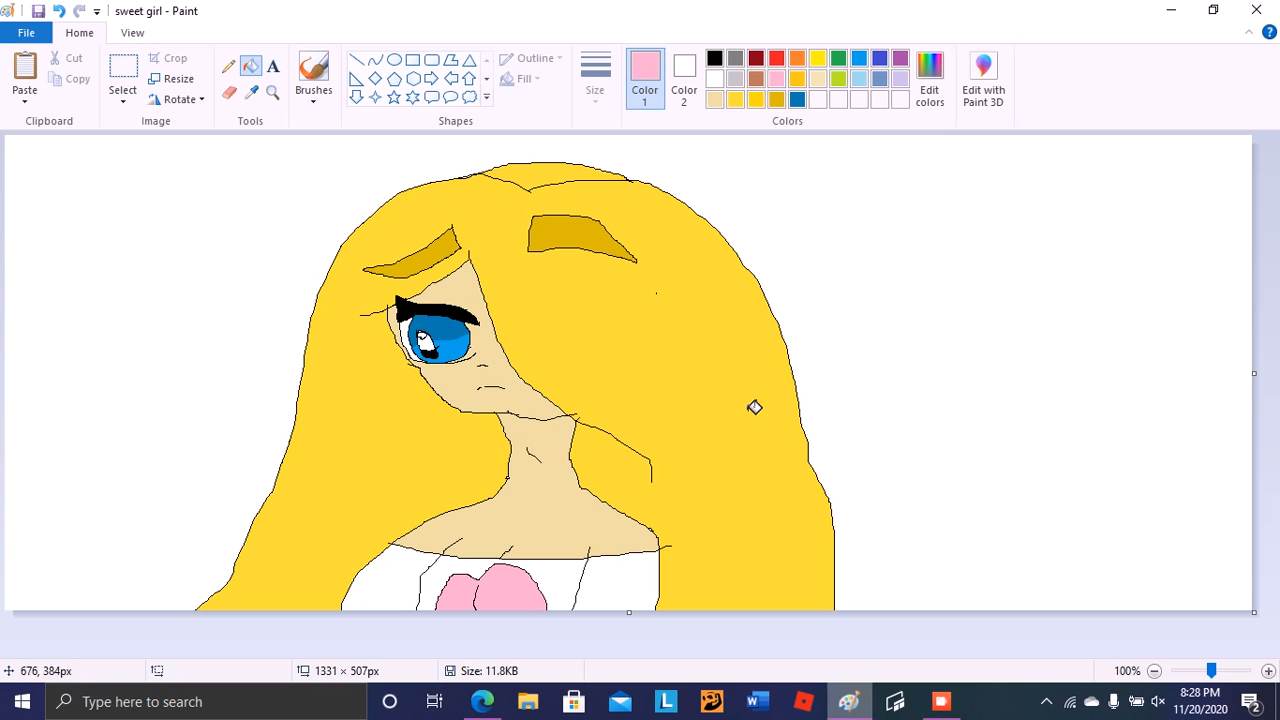 sweet girl - Paint
File Home View
Paste Cut Copy
Clipboard
Select Crop Resize Rotate
Image
A
Tools
Brushes
Outline Fill
Shapes
Size
Color 1 Color 2
Edit colors
Colors
Edit with Paint 3D
676, 384px
1331 × 507px
Size: 11.8KB
100%
Type here to search
L
W
8:28 PM
11/20/2020
2